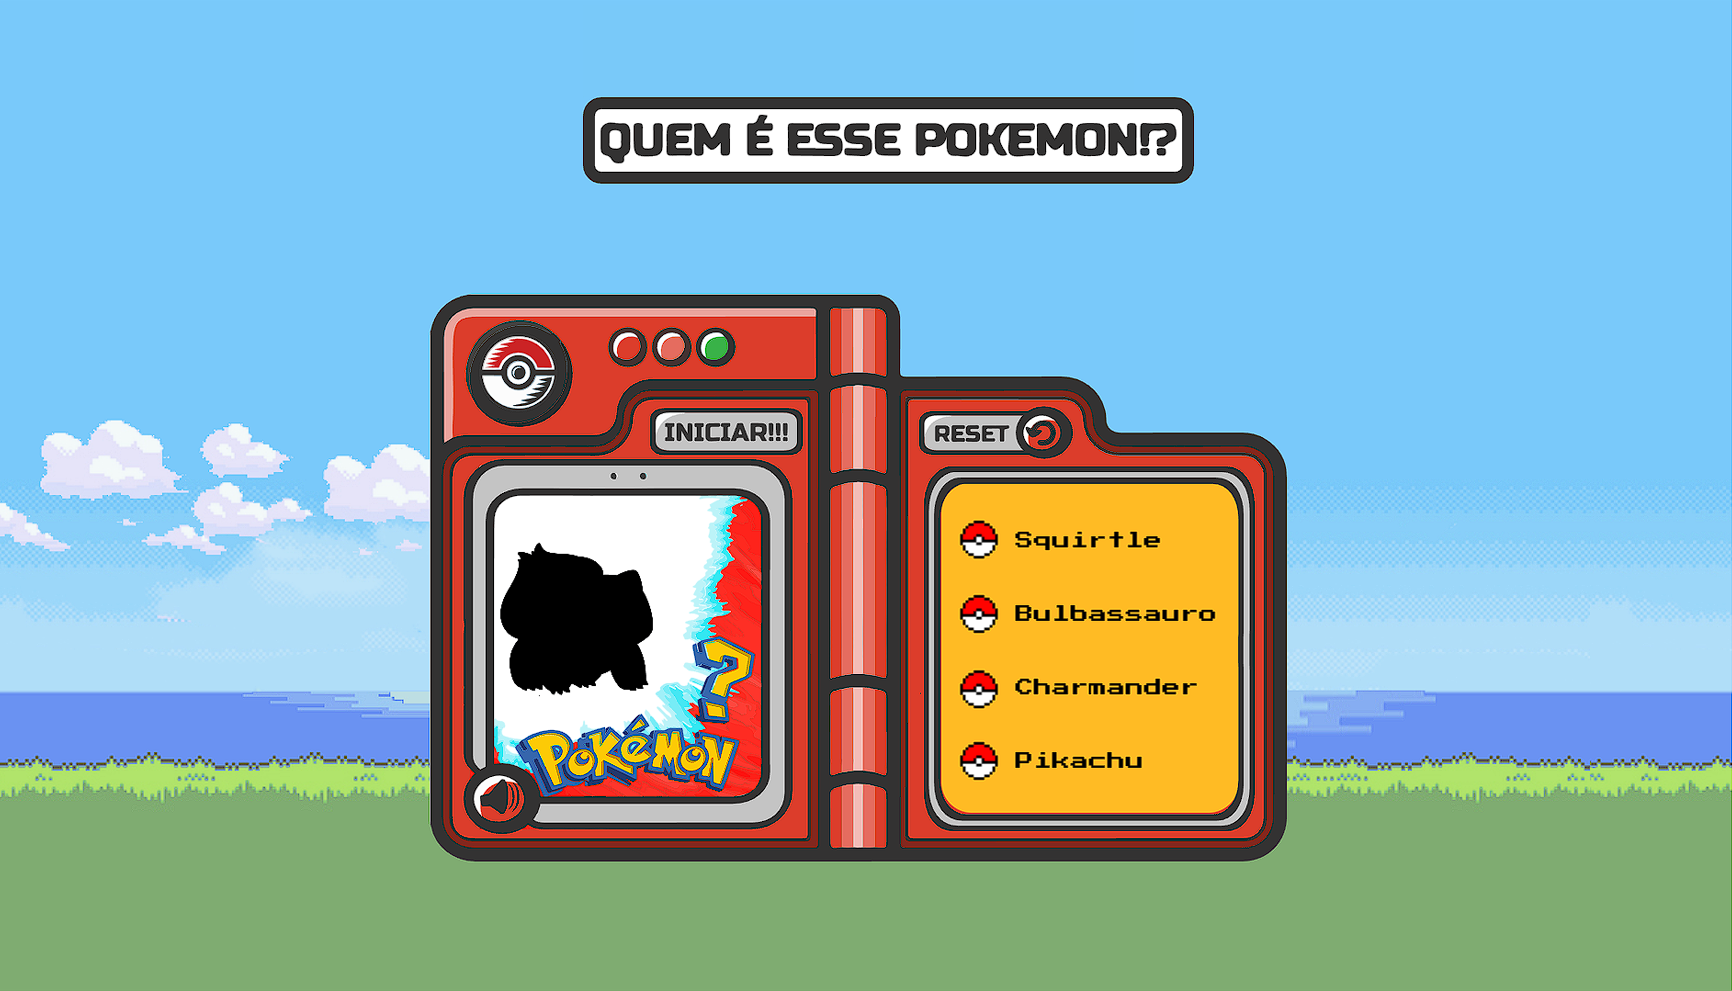 QUEM É ESSE POKEMON!?
INICIAR!!!
RESET
?
POKéMON
Squirtle
Bulbassauro
Charmander
Pikachu